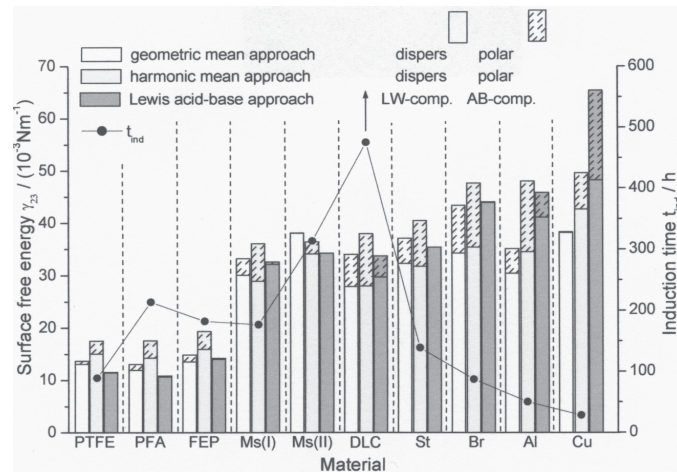 geometric mean approach dispers polar
harmonic mean approach dispers polar
Lewis acid-base approach LW-comp. AB-comp.
t_ind
Surface free energy γ₂₃ / (10⁻³Nm⁻¹)
70
60
50
40
30
20
10
0
600
500
400
300
200
100
0
Induction time t_ind / h
PTFE PFA FEP Ms(I) Ms(II) DLC St Br Al Cu
Material